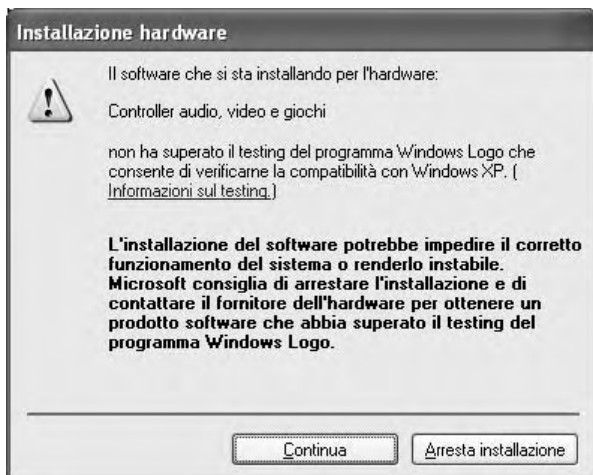 Installazione hardware
Il software che si sta installando per l'hardware:
Controller audio, video e giochi
non ha superato il testing del programma Windows Logo che
consente di verificarne la compatibilità con Windows XP. (
Informazioni sul testing.)
L'installazione del software potrebbe impedire il corretto
funzionamento del sistema o renderlo instabile.
Microsoft consiglia di arrestare l'installazione e di
contattare il fornitore dell'hardware per ottenere un
prodotto software che abbia superato il testing del
programma Windows Logo.
Continua
Arresta installazione